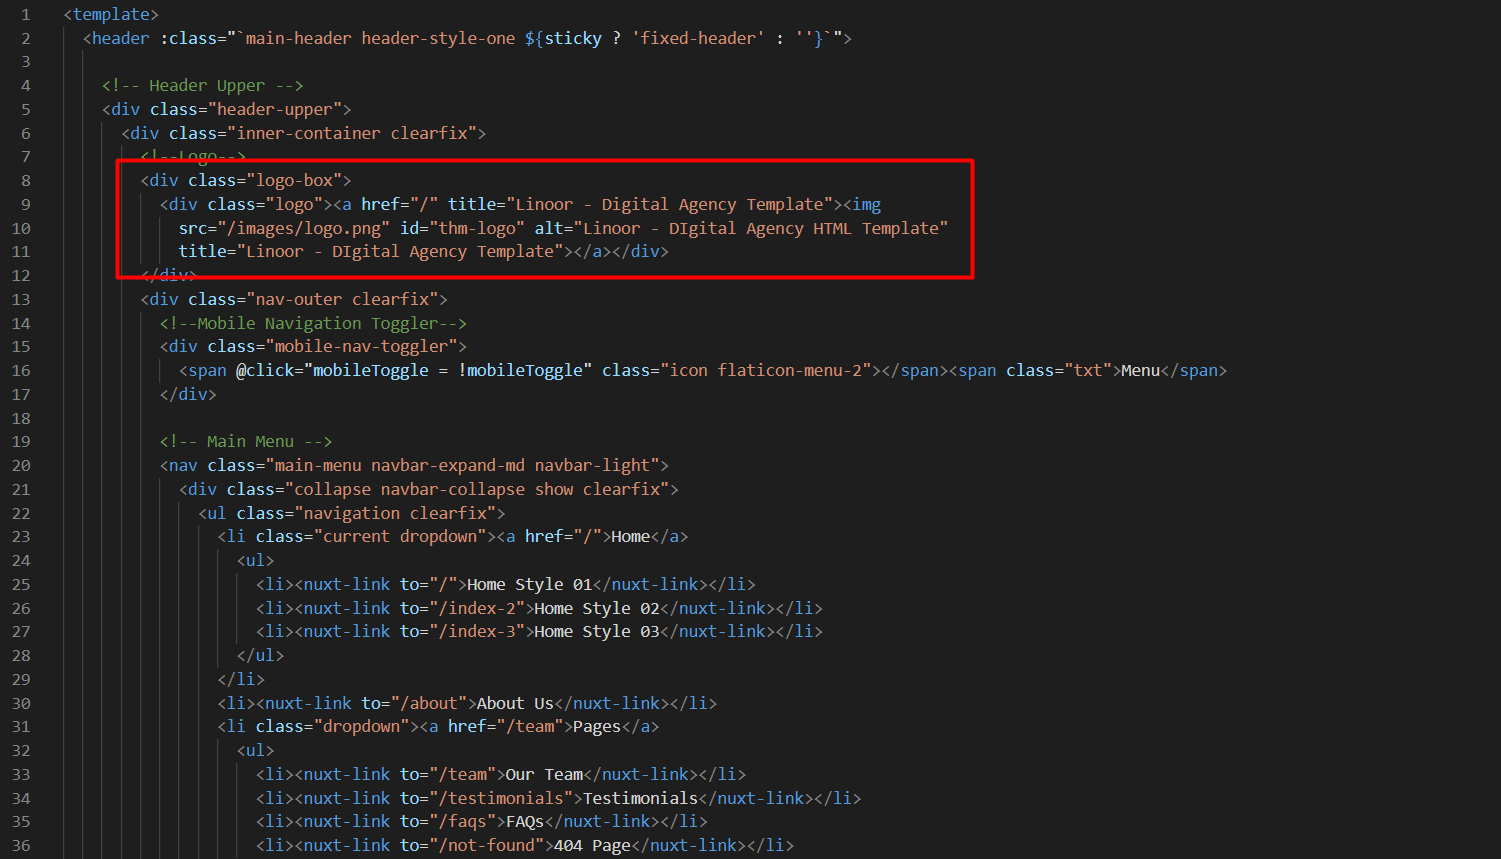 1 <template>
2 <header :class="`main-header header-style-one ${sticky ? 'fixed-header' : ''}`">
3
4 <!-- Header Upper -->
5 <div class="header-upper">
6 <div class="inner-container clearfix">
7 <!--Logo-->
8 <div class="logo-box">
9 <div class="logo"><a href="/" title="Linoor - Digital Agency Template"><img
10 src="/images/logo.png" id="thm-logo" alt="Linoor - DIgital Agency HTML Template"
11 title="Linoor - DIgital Agency Template"></a></div>
12 </div>
13 <div class="nav-outer clearfix">
14 <!--Mobile Navigation Toggler-->
15 <div class="mobile-nav-toggler">
16 <span @click="mobileToggle = !mobileToggle" class="icon flaticon-menu-2"></span><span class="txt">Menu</span>
17 </div>
18
19 <!-- Main Menu -->
20 <nav class="main-menu navbar-expand-md navbar-light">
21 <div class="collapse navbar-collapse show clearfix">
22 <ul class="navigation clearfix">
23 <li class="current dropdown"><a href="/">Home</a>
24 <ul>
25 <li><nuxt-link to="/">Home Style 01</nuxt-link></li>
26 <li><nuxt-link to="/index-2">Home Style 02</nuxt-link></li>
27 <li><nuxt-link to="/index-3">Home Style 03</nuxt-link></li>
28 </ul>
29 </li>
30 <li><nuxt-link to="/about">About Us</nuxt-link></li>
31 <li class="dropdown"><a href="/team">Pages</a>
32 <ul>
33 <li><nuxt-link to="/team">Our Team</nuxt-link></li>
34 <li><nuxt-link to="/testimonials">Testimonials</nuxt-link></li>
35 <li><nuxt-link to="/faqs">FAQs</nuxt-link></li>
36 <li><nuxt-link to="/not-found">404 Page</nuxt-link></li>